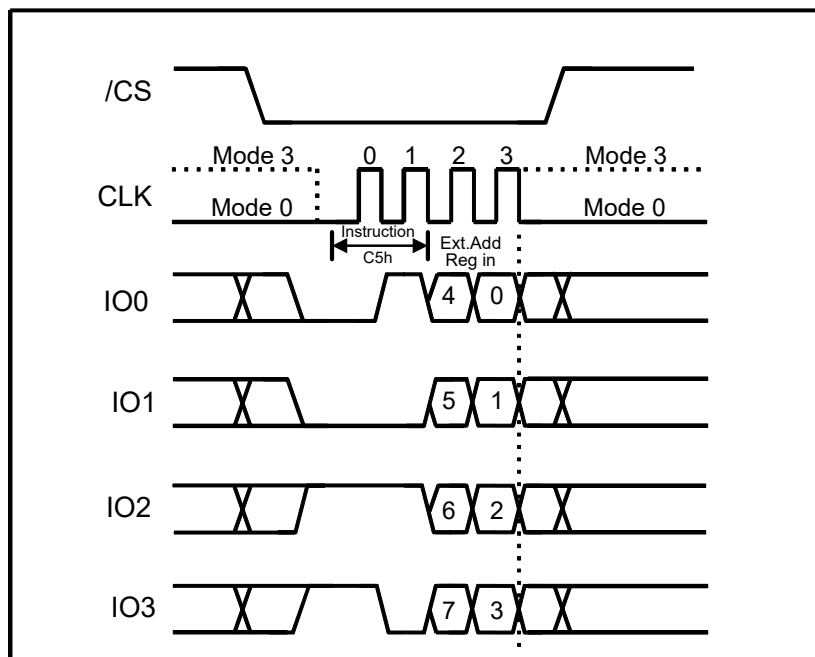 /CS
Mode 3 0 1 2 3 Mode 3
CLK
Mode 0 Mode 0
Instruction Ext.Add
C5h Reg in
IO0 4 0
IO1 5 1
IO2 6 2
IO3 7 3